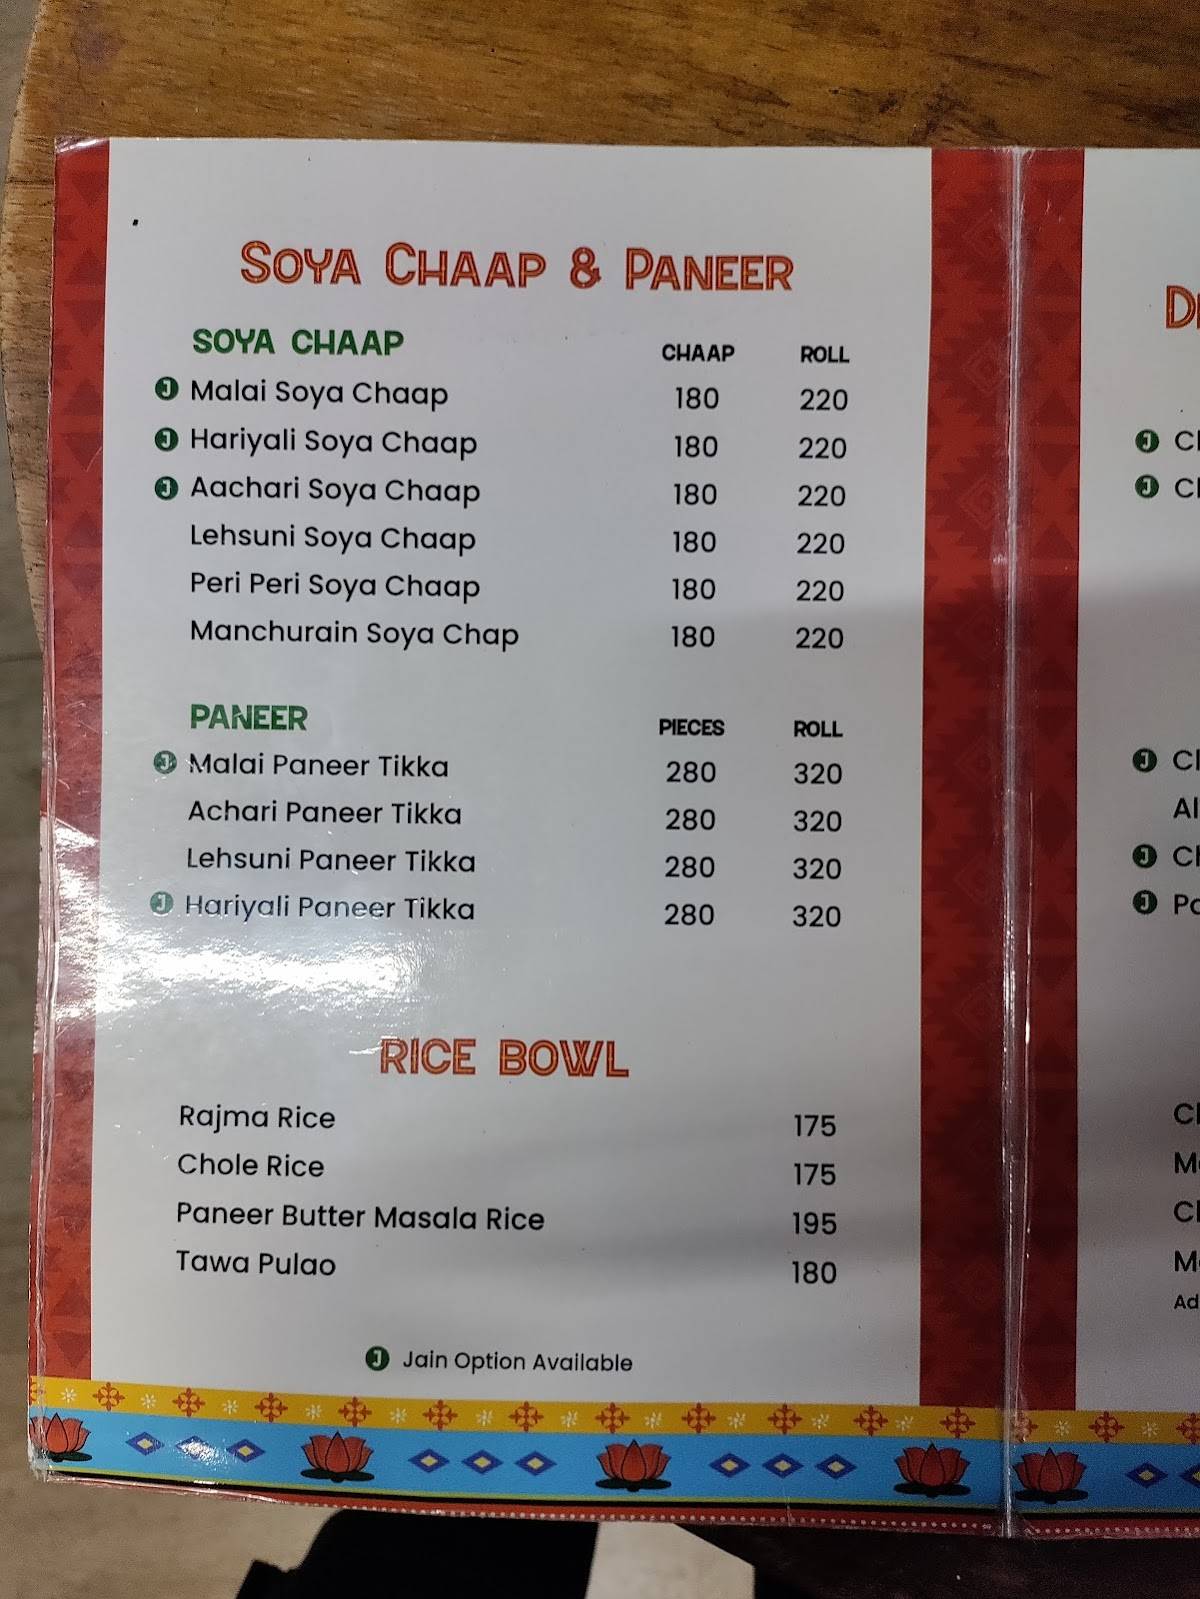 SOYA CHAAP & PANEER
SOYA CHAAP CHAAP ROLL
J Malai Soya Chaap 180 220
J Hariyali Soya Chaap 180 220
J Aachari Soya Chaap 180 220
Lehsuni Soya Chaap 180 220
Peri Peri Soya Chaap 180 220
Manchurain Soya Chap 180 220
PANEER PIECES ROLL
J Malai Paneer Tikka 280 320
Achari Paneer Tikka 280 320
Lehsuni Paneer Tikka 280 320
J Hariyali Paneer Tikka 280 320
RICE BOWL
Rajma Rice 175
Chole Rice 175
Paneer Butter Masala Rice 195
Tawa Pulao 180
J Jain Option Available